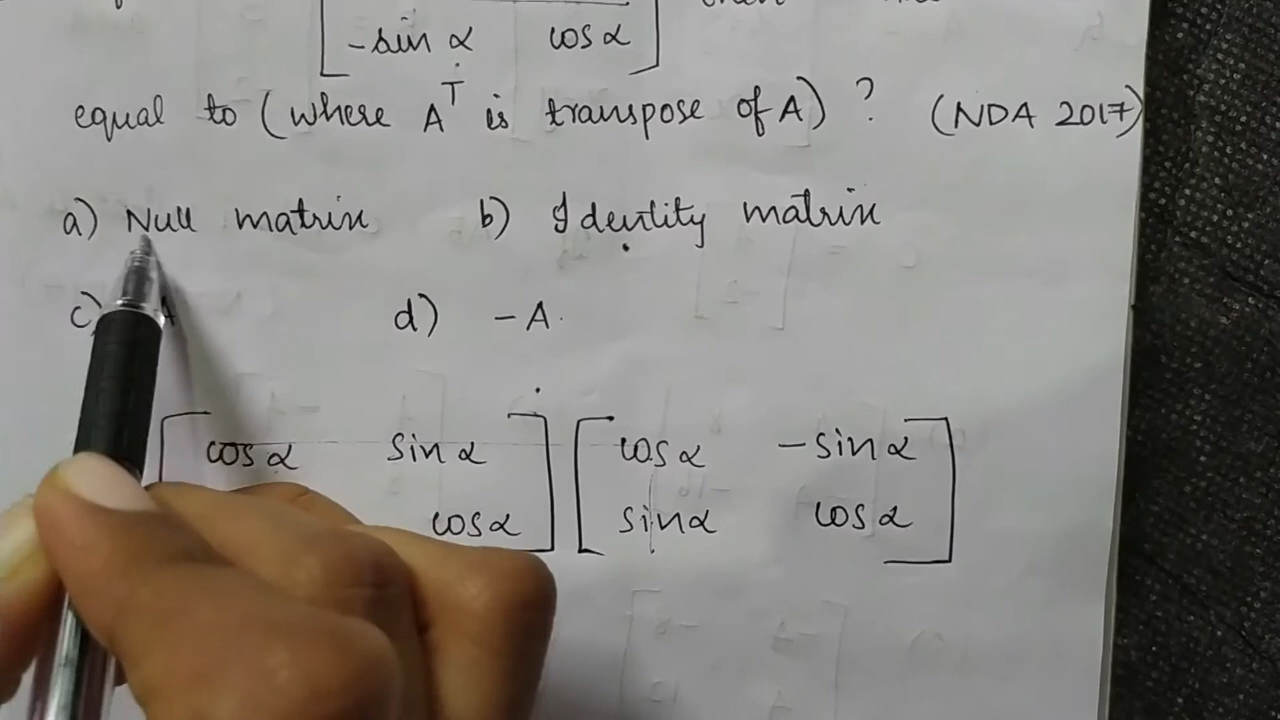 -sin α cos α
equal to (where Aᵀ is transpose of A) ? (NDA 2017)
a) Null matrix b) Identity matrix
c) A d) -A.
cos α sin α cos α -sin α
cos α sin α cos α